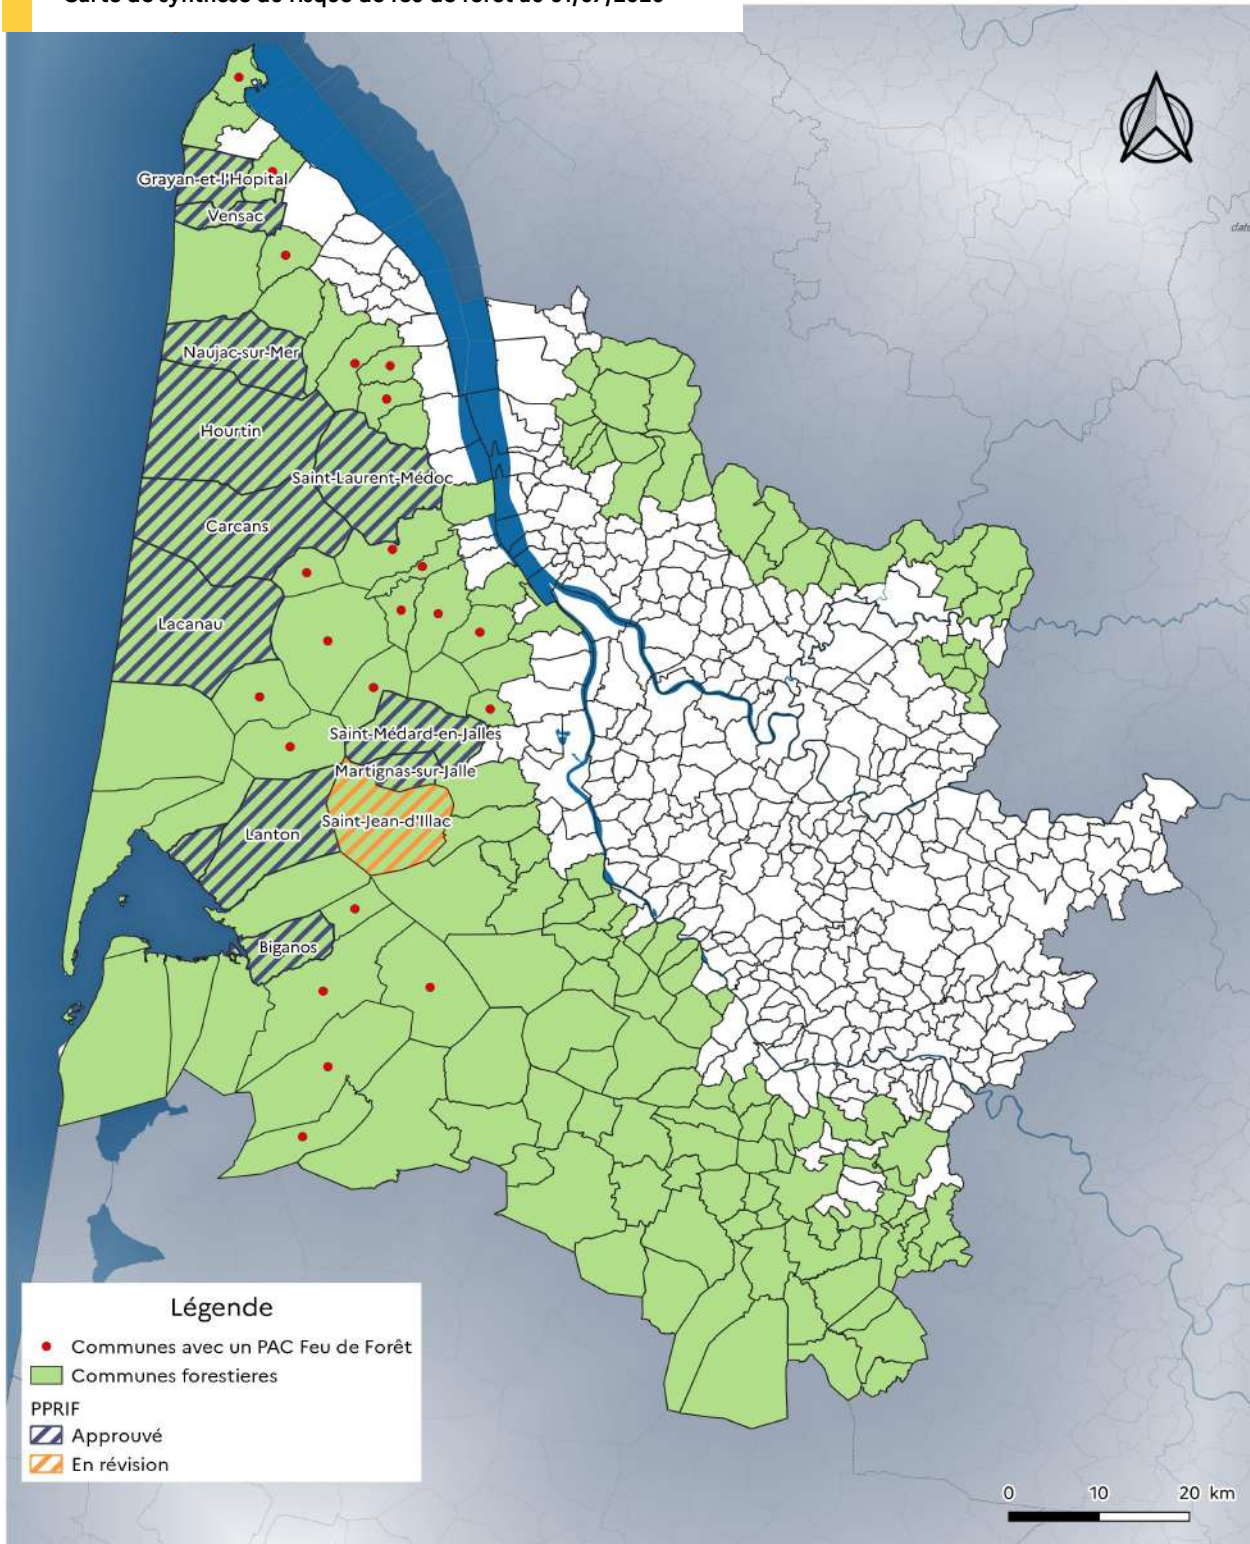 Grayan-et-l'Hopital
Vensac
Naujac-sur-Mer
Hourtin
Saint-Laurent-Médoc
Carcans
Lacanau
Saint-Médard-en-Jalles
Martignas-sur-Jalle
Saint-Jean-d'Illac
Lanton
Biganos
Légende
Communes avec un PAC Feu de Forêt
Communes forestieres
PPRIF
Approuvé
En révision
0 10 20 km